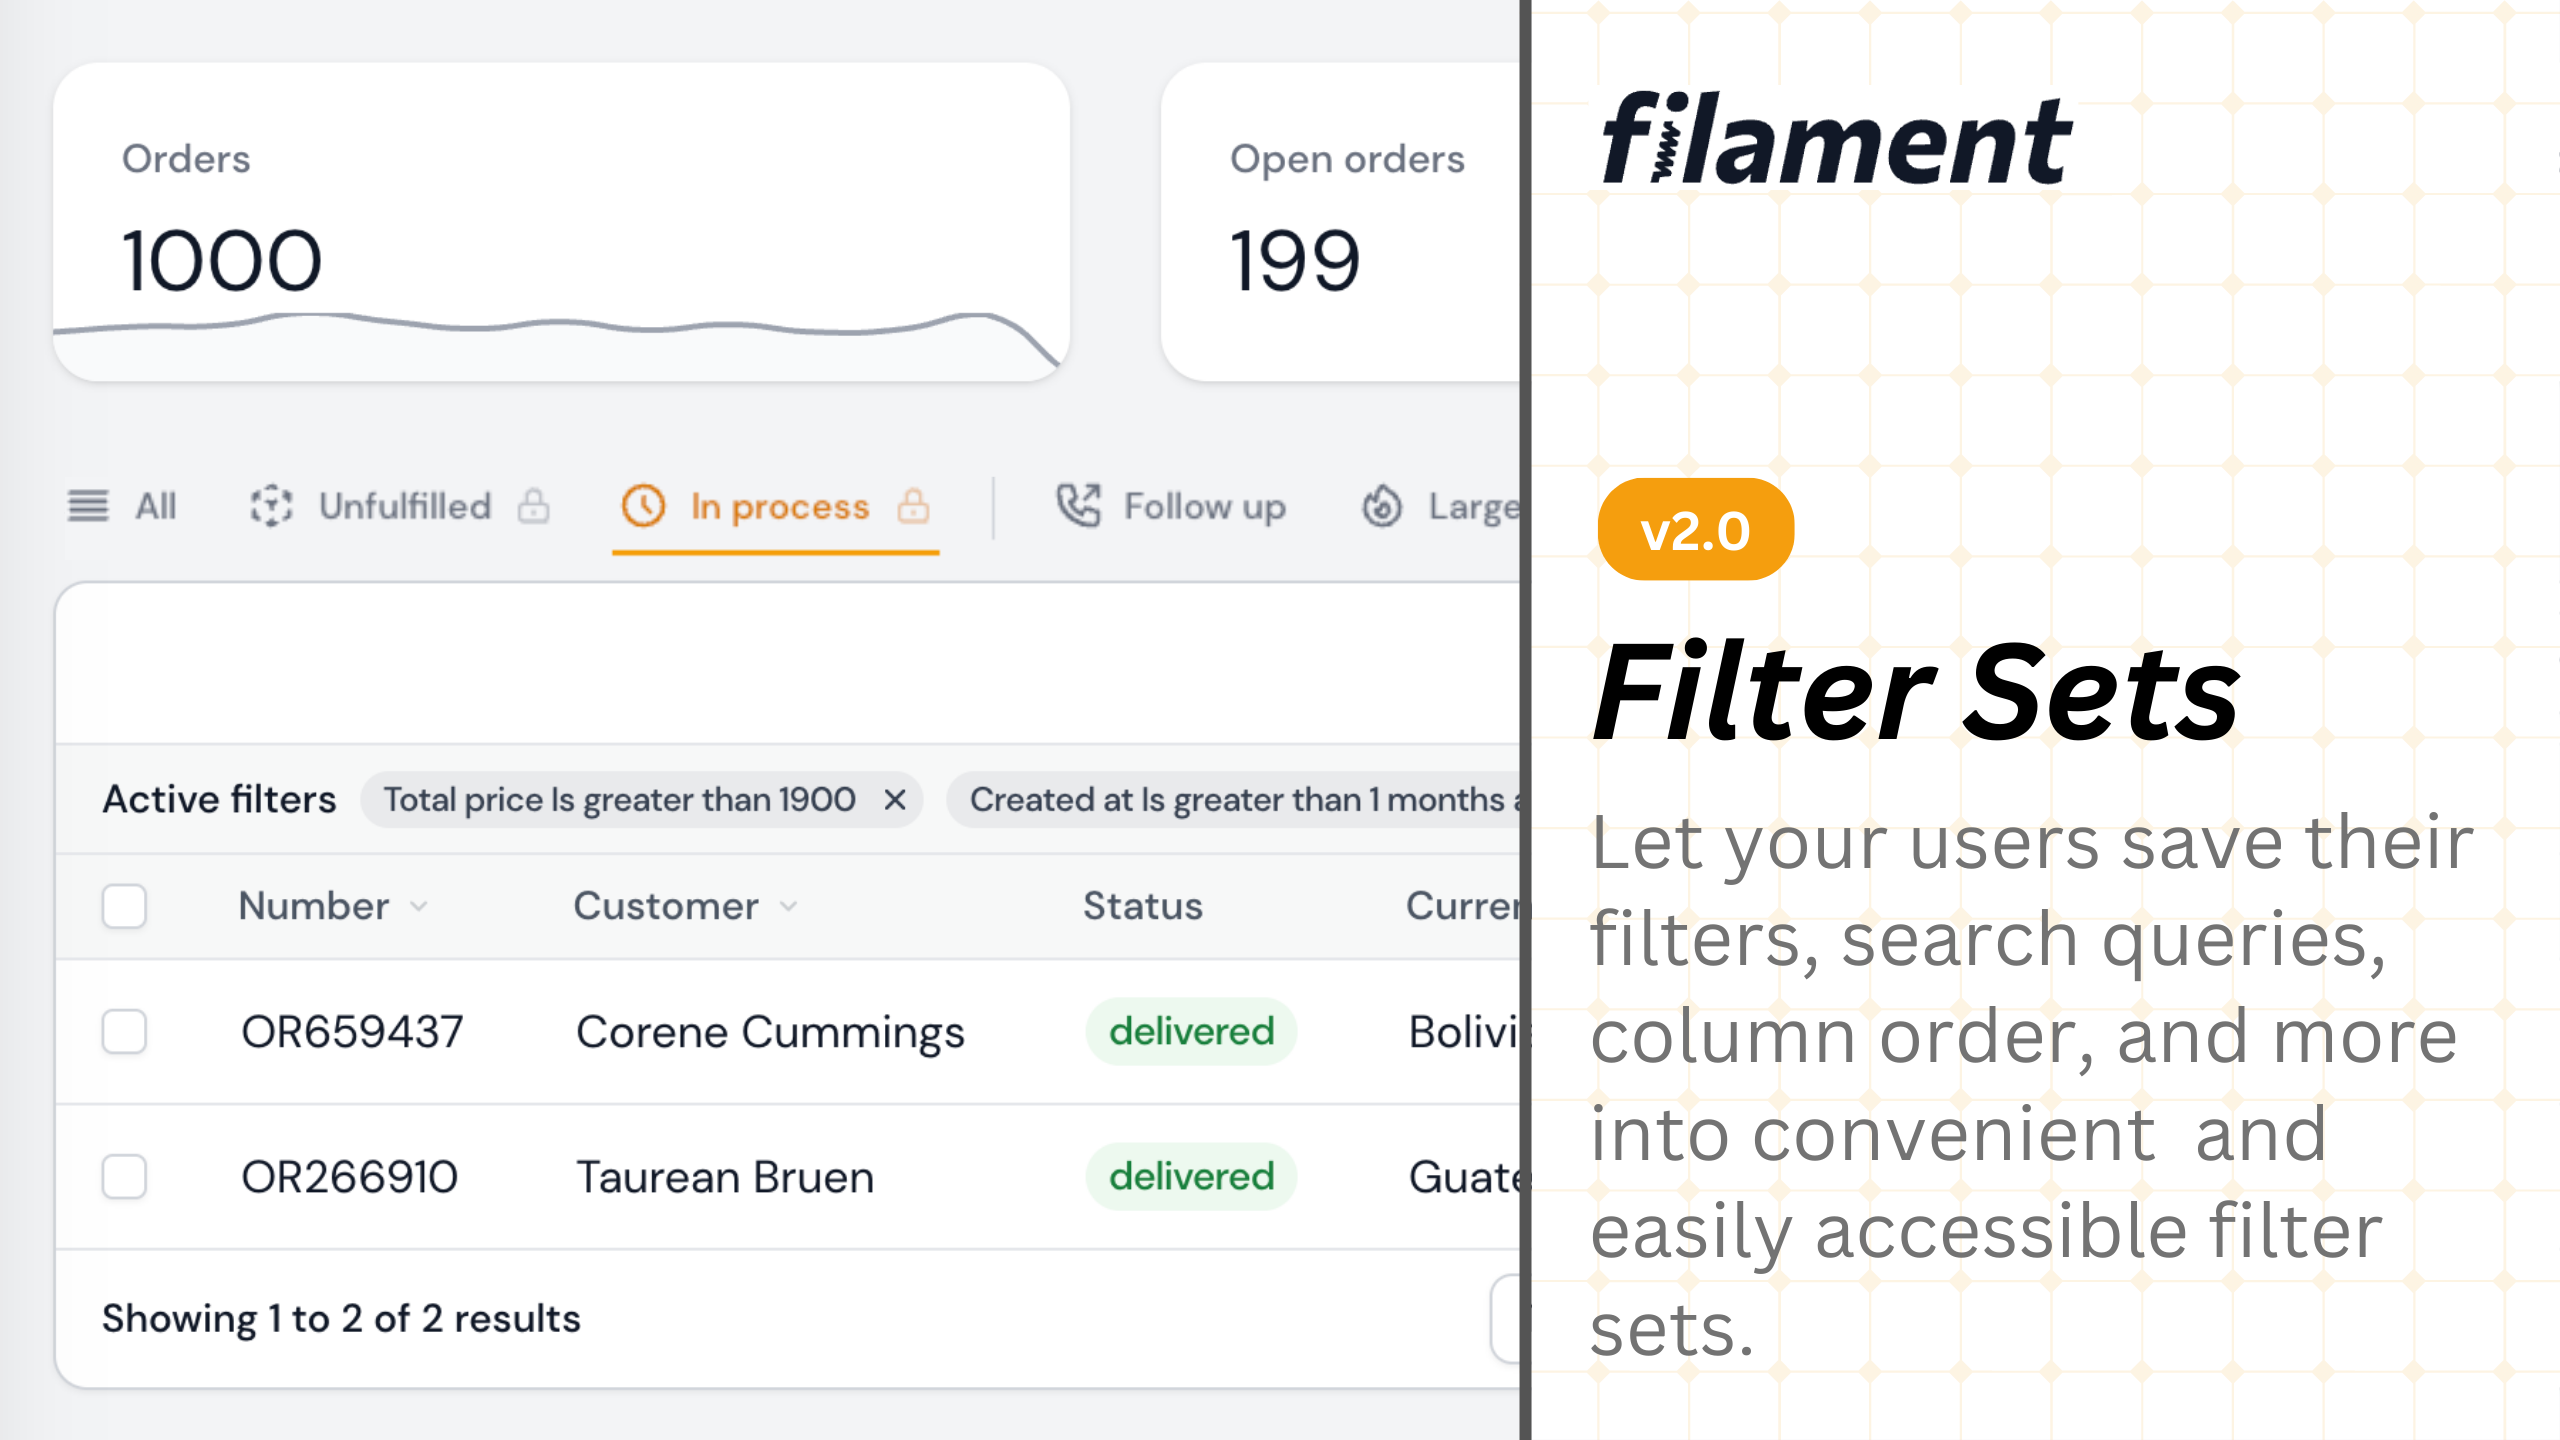 Orders
1000
Open orders
199
All
Unfulfilled
In process
Follow up
Large
Active filters
Total price Is greater than 1900
Created at Is greater than 1 months
Number
Customer
Status
OR659437
Corene Cummings
delivered
OR266910
Taurean Bruen
delivered
Showing 1 to 2 of 2 results
filament
v2.0
Filter Sets
Let your users save their
filters, search queries,
column order, and more
into convenient  and
easily accessible filter
sets.